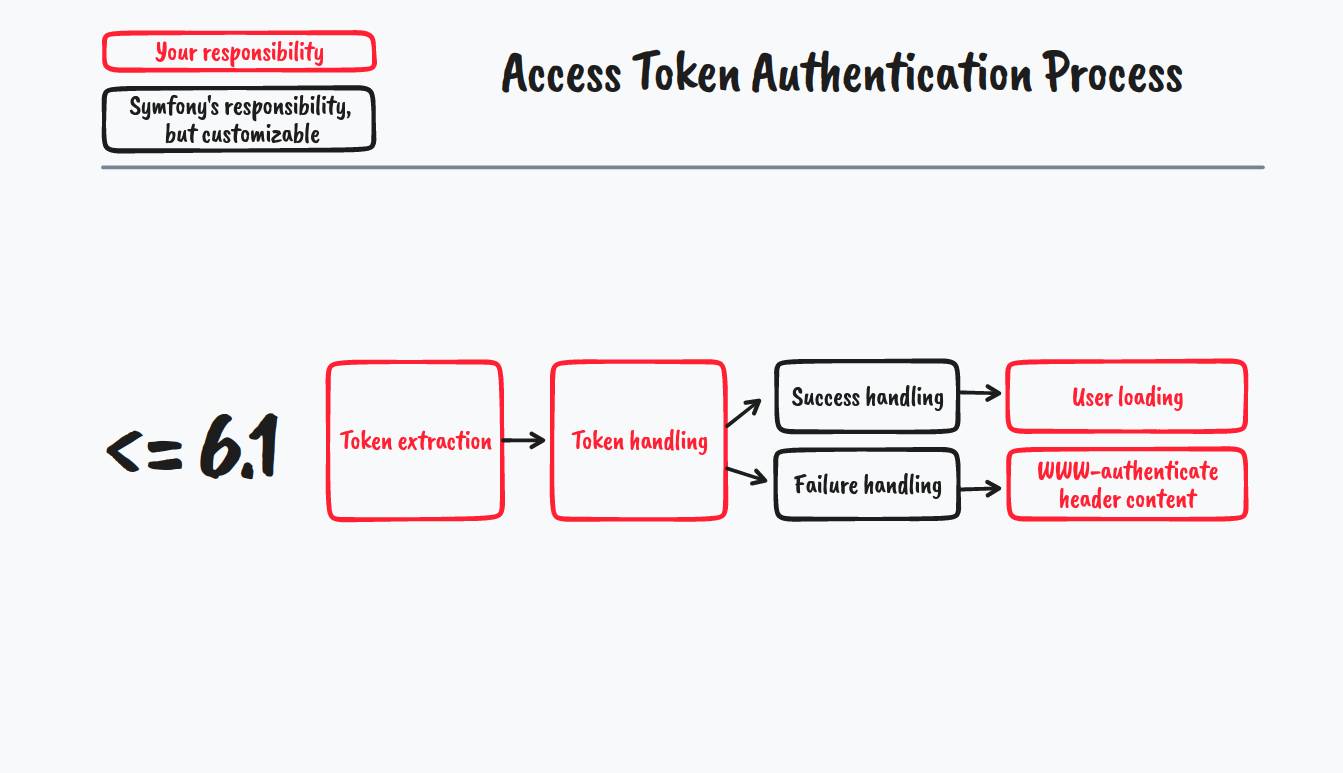 Your responsibility
Symfony's responsibility,
but customizable
Access Token Authentication Process
<= 6.1
Token extraction
Token handling
Success handling
User loading
Failure handling
WWW-authenticate
header content